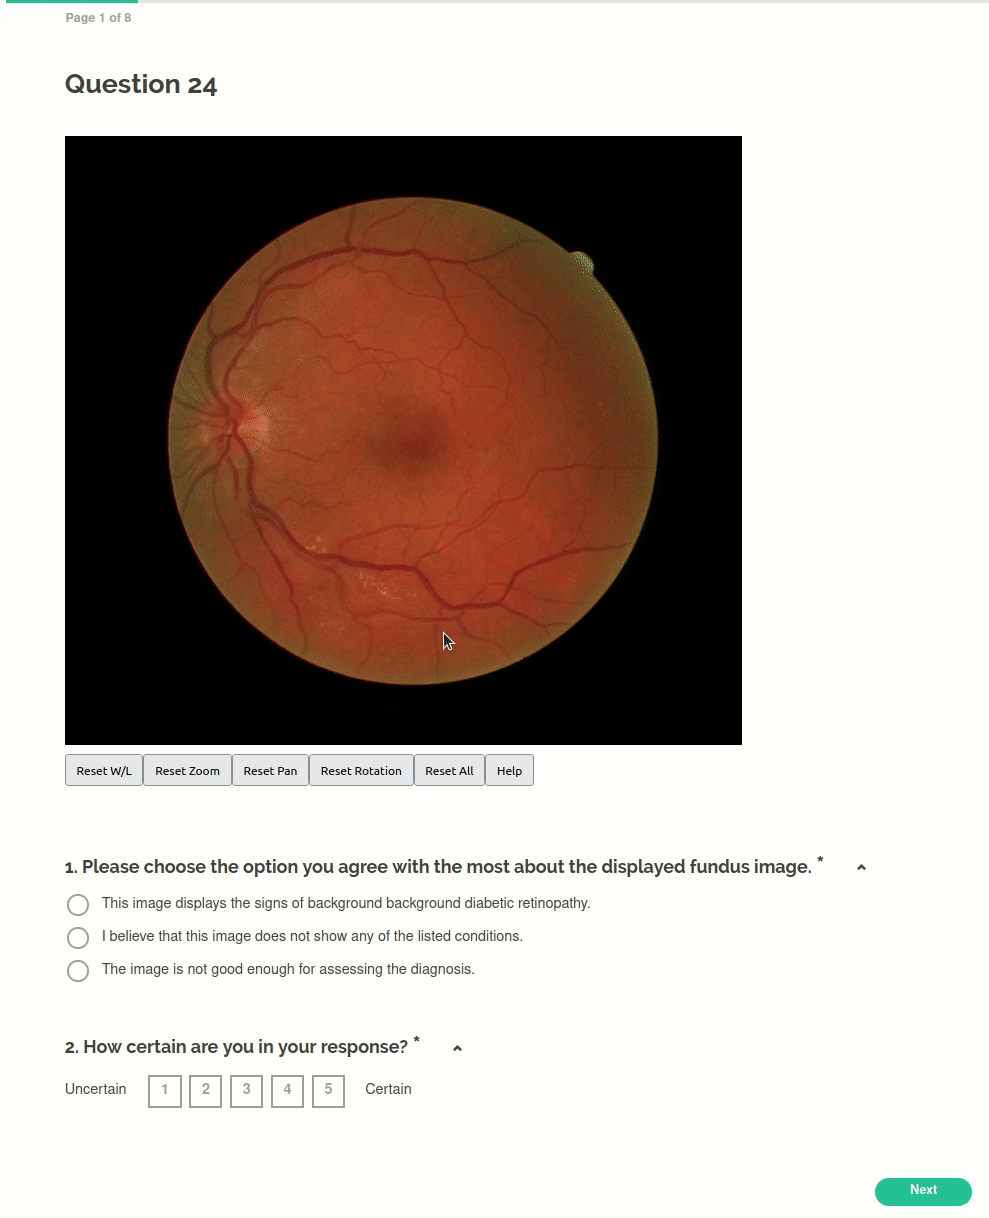 Page 1 of 8
Question 24
Reset W/L Reset Zoom Reset Pan Reset Rotation Reset All Help
1. Please choose the option you agree with the most about the displayed fundus image. *
This image displays the signs of background background diabetic retinopathy.
I believe that this image does not show any of the listed conditions.
The image is not good enough for assessing the diagnosis.
2. How certain are you in your response? *
Uncertain 1 2 3 4 5 Certain
Next